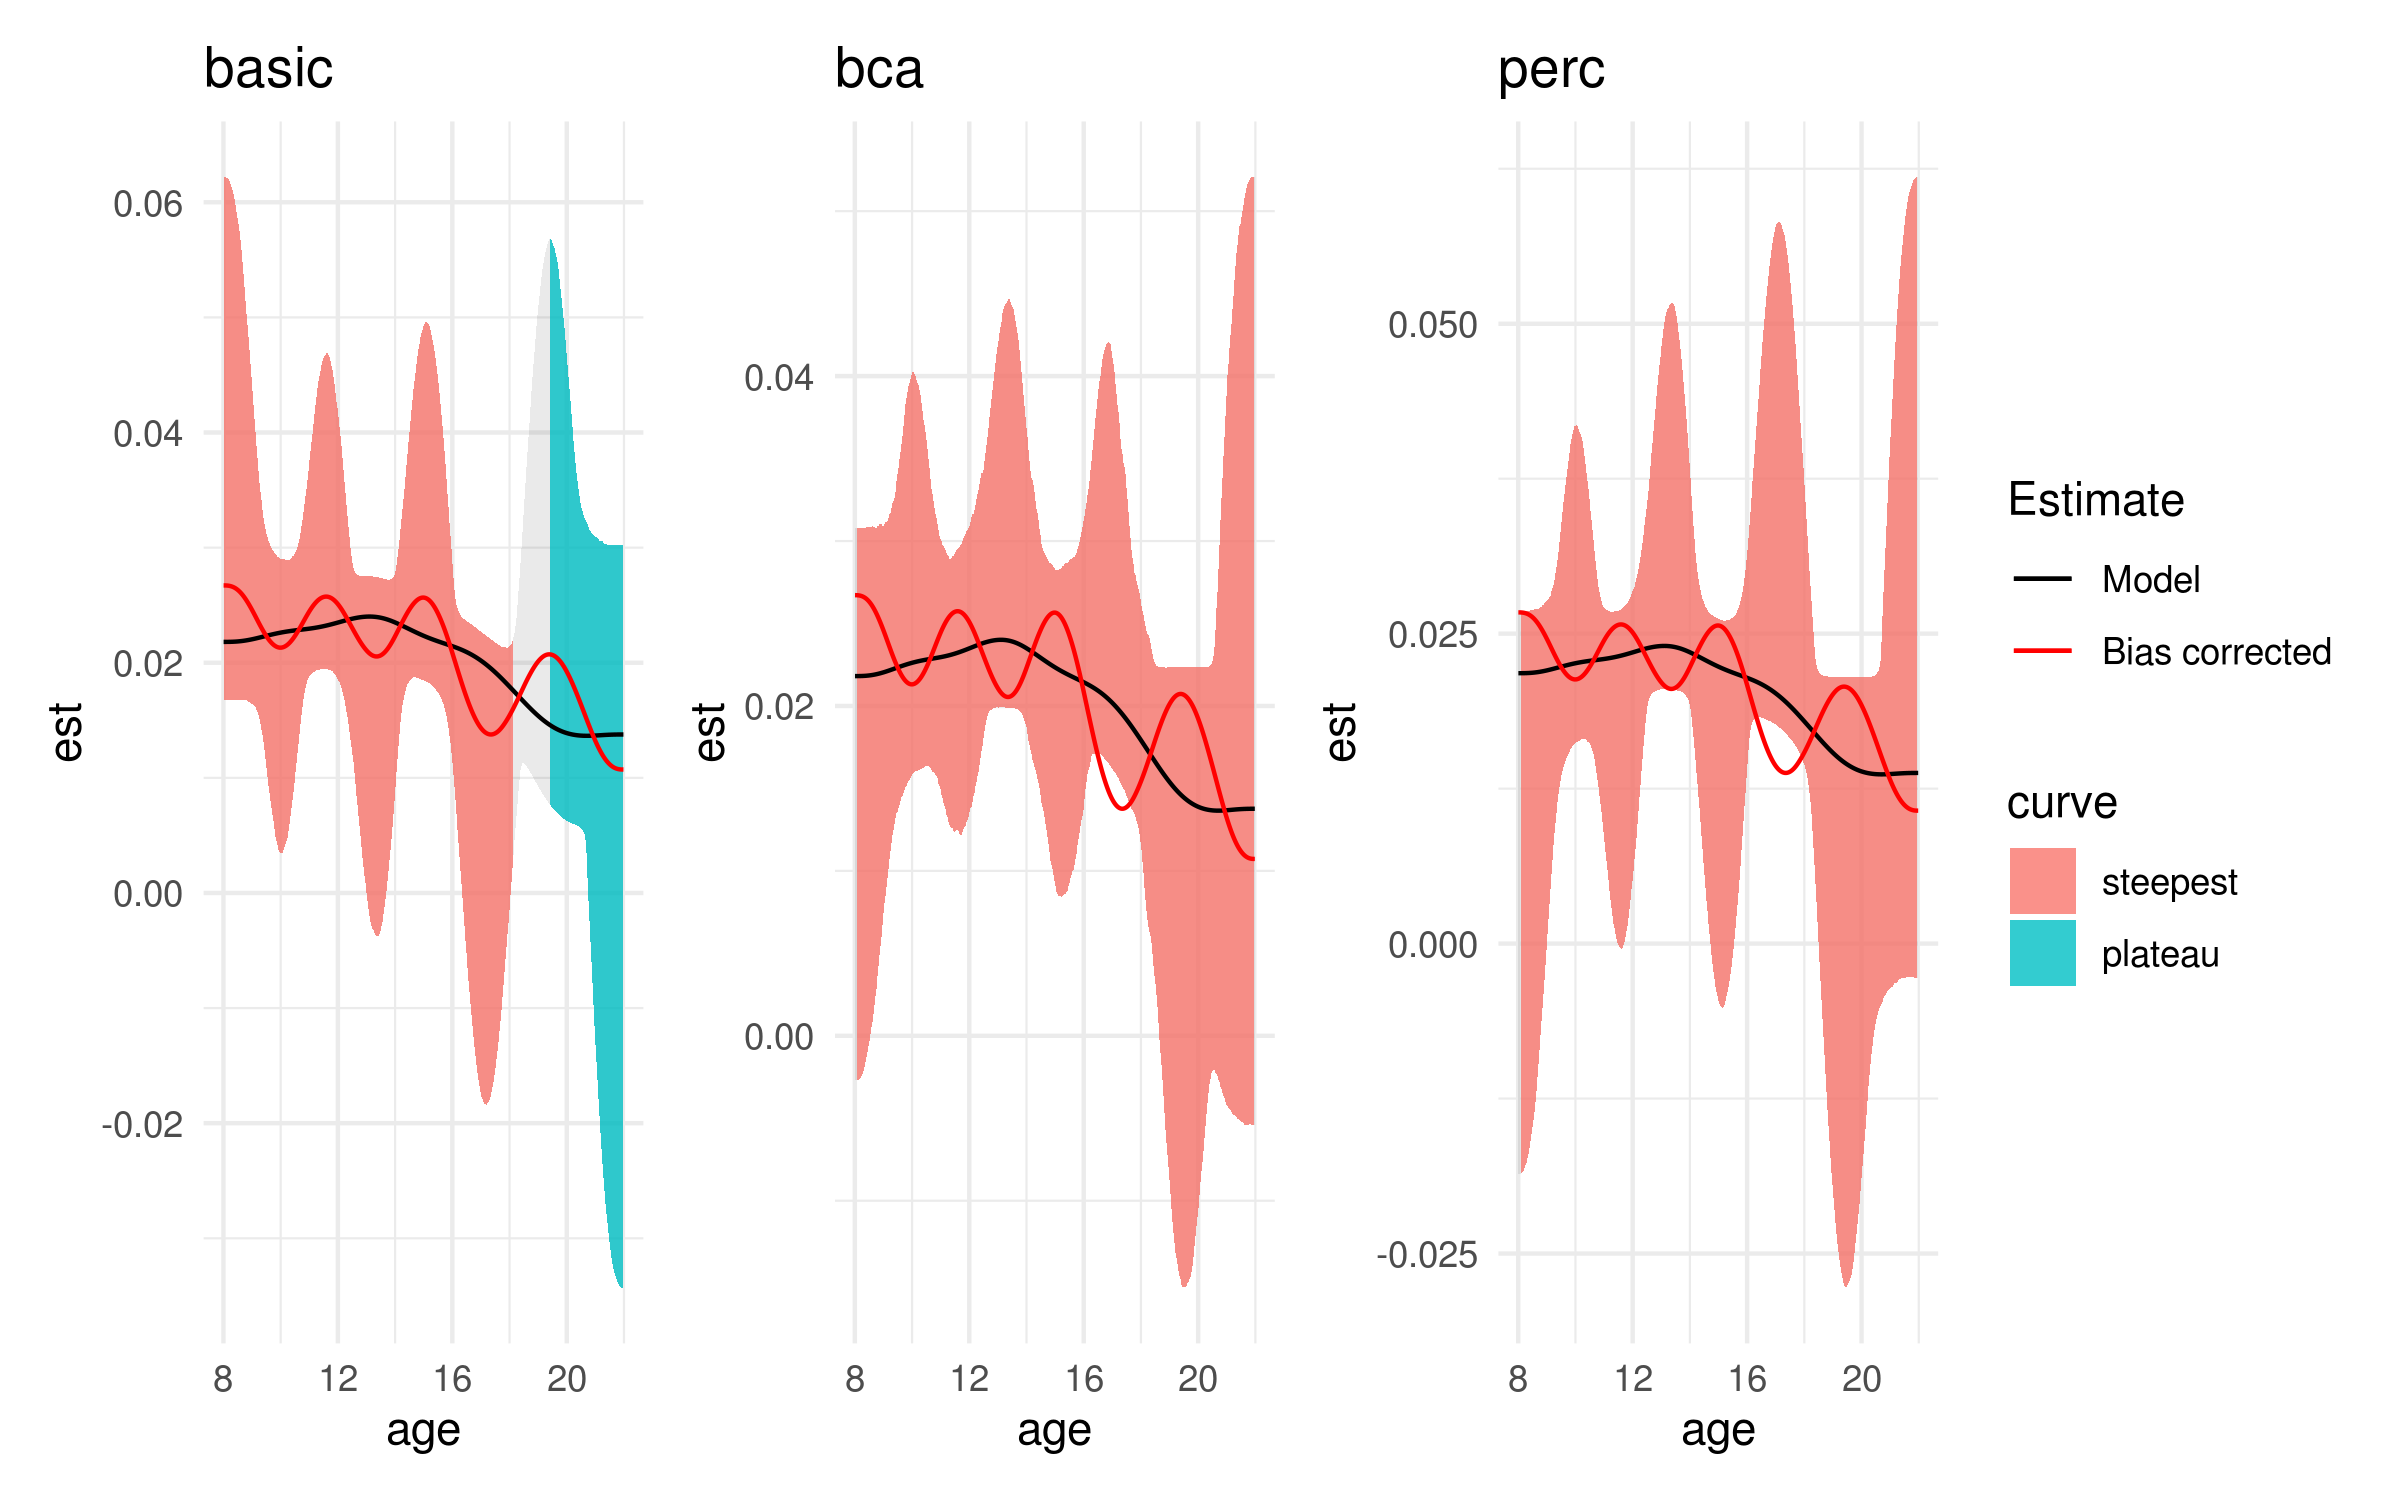 basic
bca
perc
est
0.06
0.04
0.02
0.00
-0.02
8 12 16 20
age
est
0.04
0.02
0.00
8 12 16 20
age
est
0.050
0.025
0.000
-0.025
8 12 16 20
age
Estimate
Model
Bias corrected
curve
steepest
plateau